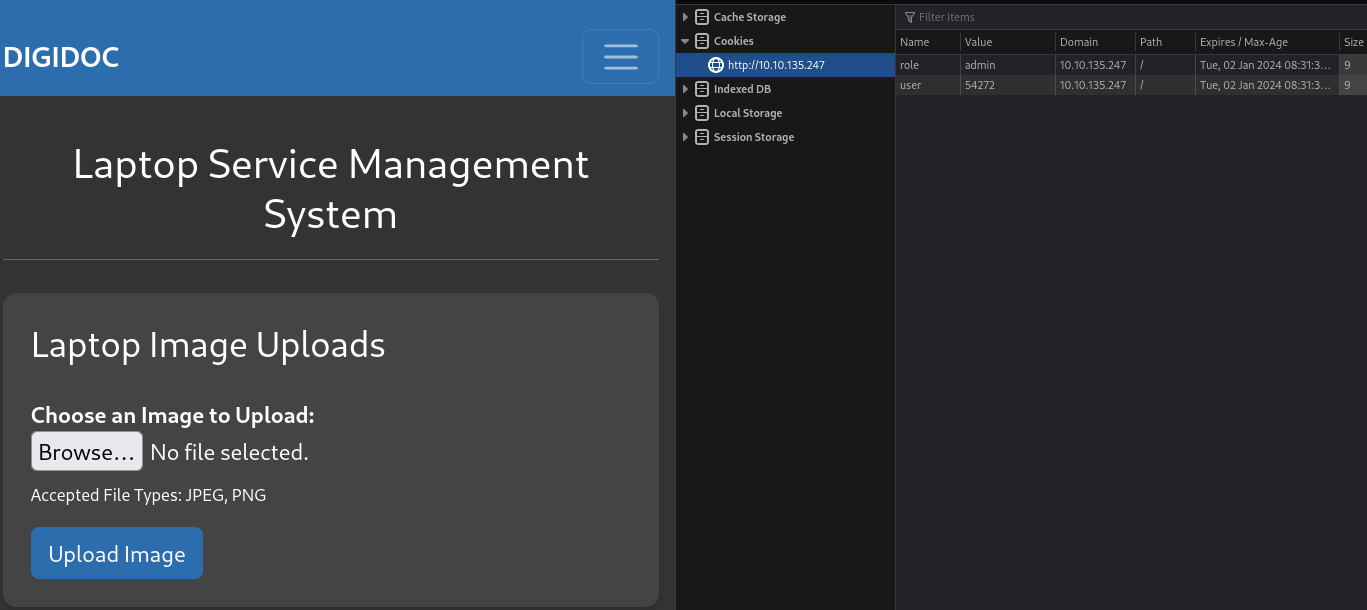 DIGIDOC
Laptop Service Management
System
Laptop Image Uploads
Choose an Image to Upload:
Browse... No file selected.
Accepted File Types: JPEG, PNG
Upload Image
Cache Storage
Cookies
http://10.10.135.247
Indexed DB
Local Storage
Session Storage
Filter Items
Name Value Domain Path Expires / Max-Age Size
role admin 10.10.135.247 / Tue, 02 Jan 2024 08:31:3... 9
user 54272 10.10.135.247 / Tue, 02 Jan 2024 08:31:3... 9